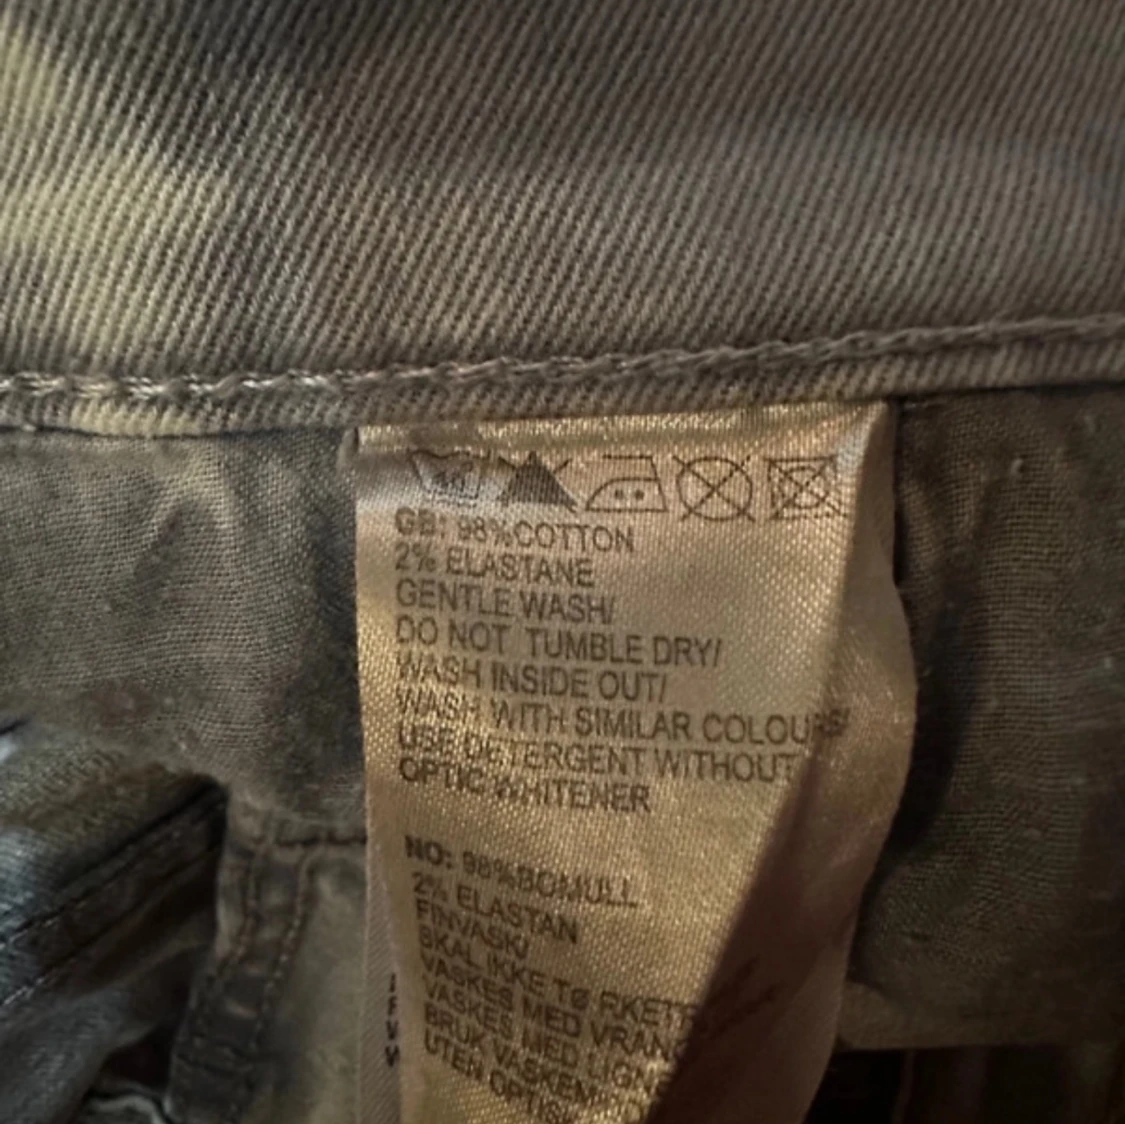 GB: 98%COTTON
2% ELASTANE
GENTLE WASH/
DO NOT TUMBLE DRY/
WASH INSIDE OUT/
WASH WITH SIMILAR COLOURS/
USE DETERGENT WITHOUT
OPTIC WHITENER
NO: 98%BOMULL
2% ELASTAN
FINVASK/
SKAL IKKE TØRKET
VASKES MED VRAN
VASKES MED LIGN
BRUK VASKEM
UTEN OPTIS